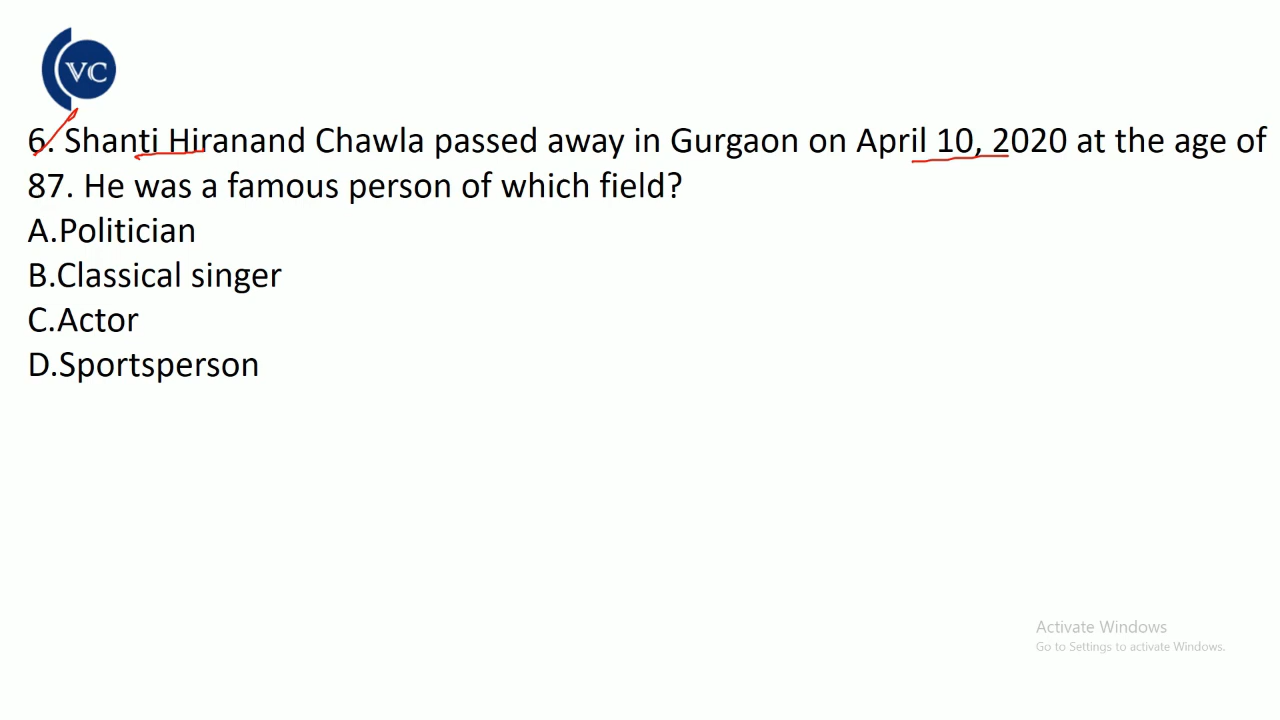 VC
6. Shanti Hiranand Chawla passed away in Gurgaon on April 10, 2020 at the age of
87. He was a famous person of which field?
A.Politician
B.Classical singer
C.Actor
D.Sportsperson
Activate Windows
Go to Settings to activate Windows.